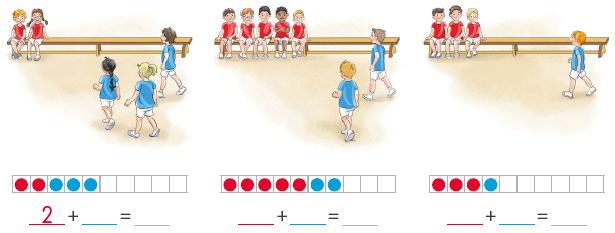 2 + ___ = ___
___ + ___ = ___
___ + ___ = ___